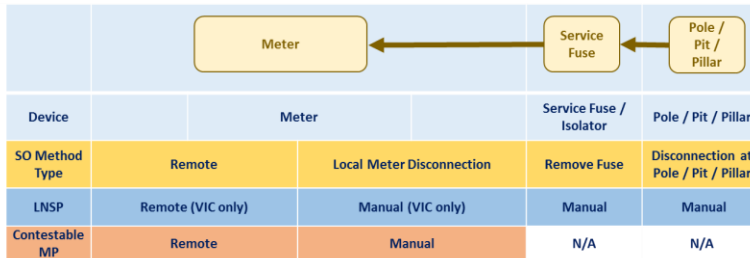 Meter
Service
Fuse
Pole /
Pit /
Pillar
Device
Meter
Service Fuse /
Isolator
Pole / Pit / Pillar
SO Method
Type
Remote
Local Meter Disconnection
Remove Fuse
Disconnection at
Pole / Pit / Pillar
LNSP
Remote (VIC only)
Manual (VIC only)
Manual
Manual
Contestable
MP
Remote
Manual
N/A
N/A